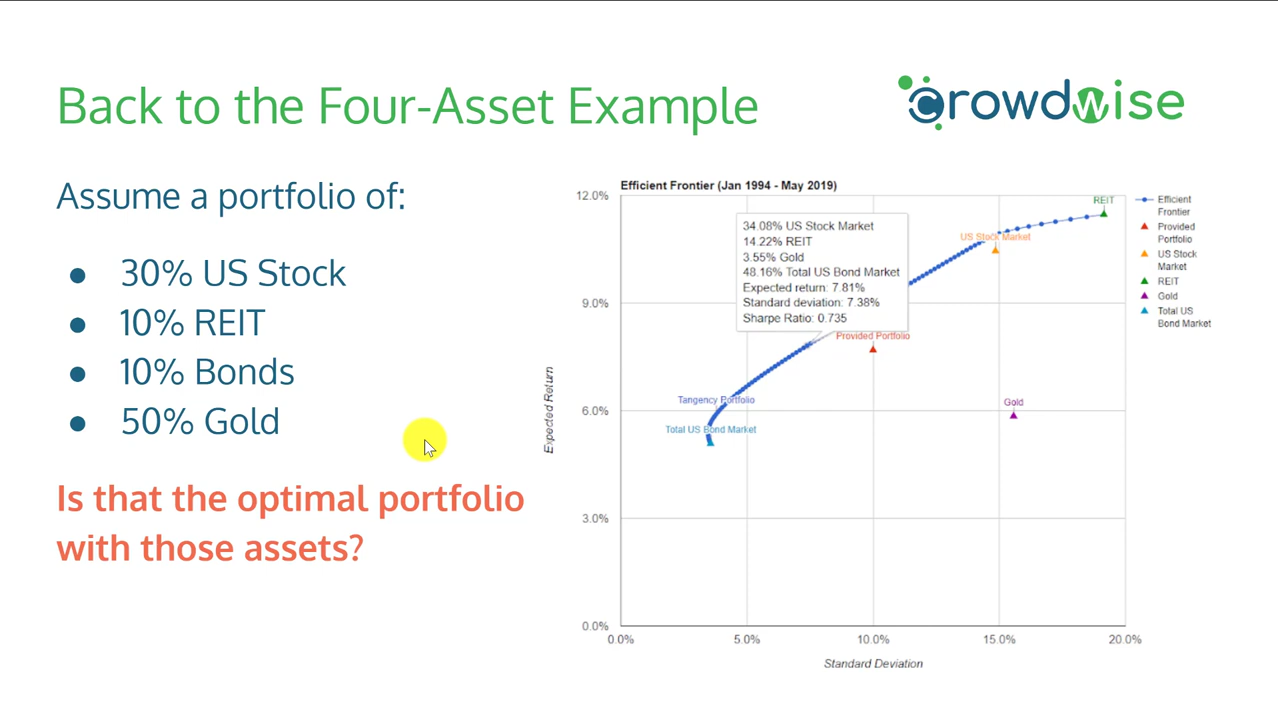 Back to the Four-Asset Example
crowdwise
Assume a portfolio of:
● 30% US Stock
● 10% REIT
● 10% Bonds
● 50% Gold
Is that the optimal portfolio
with those assets?
Efficient Frontier (Jan 1994 - May 2019)
12.0%
9.0%
6.0%
3.0%
0.0%
Expected Return
34.08% US Stock Market
14.22% REIT
3.55% Gold
48.16% Total US Bond Market
Expected return: 7.81%
Standard deviation: 7.38%
Sharpe Ratio: 0.735
REIT
US Stock Market
Provided Portfolio
Tangency Portfolio
Gold
Total US Bond Market
0.0%
5.0%
10.0%
15.0%
20.0%
Standard Deviation
Efficient
Frontier
Provided
Portfolio
US Stock
Market
REIT
Gold
Total US
Bond Market